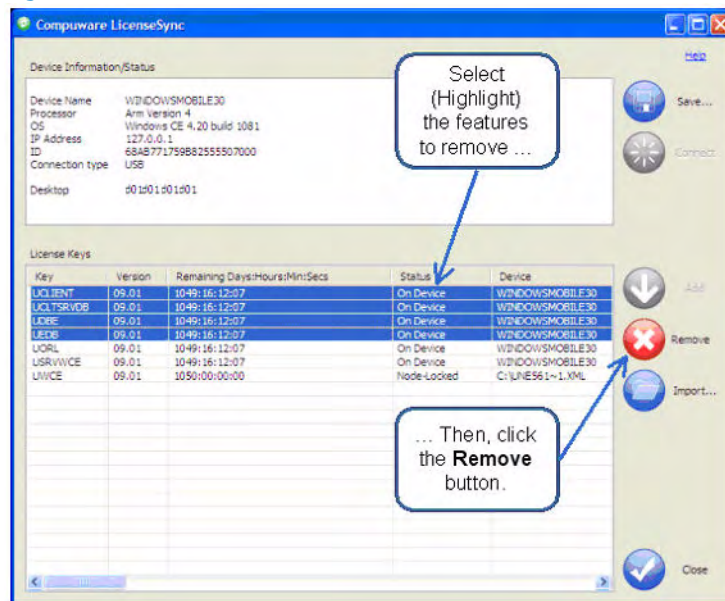 Compuware LicenseSync
Help
Device Information/Status
Device Name WINDOWSMOBILE30
Processor Arm Version 4
OS Windows CE 4.20 build 1081
IP Address 127.0.0.1
ID 68AB771759B82555507000
Connection type USB
Desktop
Save...
Connect
Select
(Highlight)
the features
to remove ...
License Keys
Key Version Remaining Days:Hours:Min:Secs Status Device
UCLIENT 09.01 1049:16:12:07 On Device WINDOWSMOBILE30
UCLTSRVDB 09.01 1049:16:12:07 On Device WINDOWSMOBILE30
UDBE 09.01 1049:16:12:07 On Device WINDOWSMOBILE30
UEDB 09.01 1049:16:12:07 On Device WINDOWSMOBILE30
UORL 09.01 1049:16:12:07 On Device WINDOWSMOBILE30
USRVWCE 09.01 1049:16:12:07 On Device WINDOWSMOBILE30
UWCE 09.01 1050:00:00:00 Node-Locked C:\UNE561~1.XML
Add
Remove
Import...
... Then, click
the Remove
button.
Close